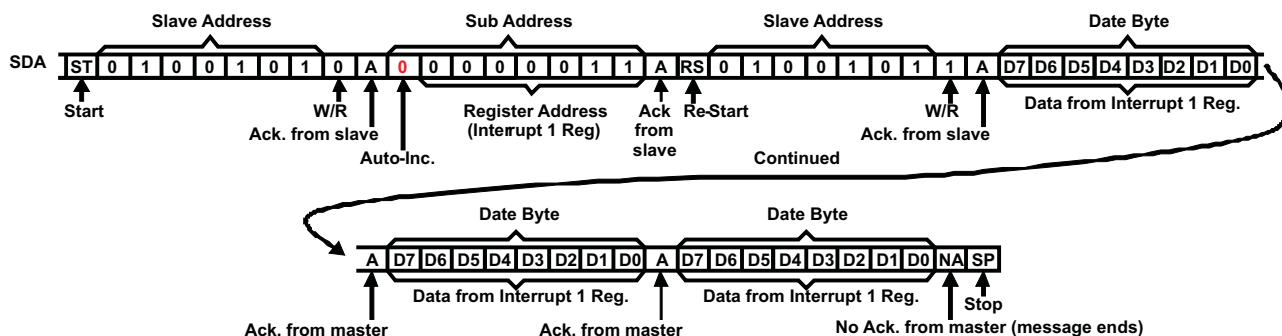 Slave Address Sub Address Slave Address Date Byte
SDA ST 0 1 0 0 1 0 1 0 A 0 0 0 0 0 0 1 1 A RS 0 1 0 0 1 0 1 1 A D7 D6 D5 D4 D3 D2 D1 D0
Start W/R Register Address Ack Re-Start W/R Data from Interrupt 1 Reg.
Ack. from slave (Interrupt 1 Reg) from Ack. from slave
slave
Auto-Inc. Continued
Date Byte Date Byte
A D7 D6 D5 D4 D3 D2 D1 D0 A D7 D6 D5 D4 D3 D2 D1 D0 NA SP
Data from Interrupt 1 Reg. Data from Interrupt 1 Reg. Stop
Ack. from master Ack. from master No Ack. from master (message ends)